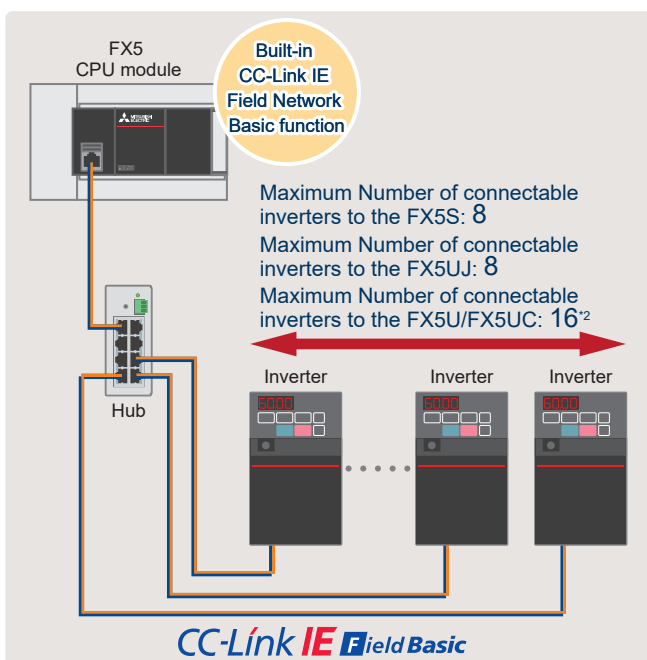 FX5
CPU module
Built-in
CC-Link IE
Field Network
Basic function
MITSUBISHI
ELECTRIC
Maximum Number of connectable
inverters to the FX5S: 8
Maximum Number of connectable
inverters to the FX5UJ: 8
Maximum Number of connectable
inverters to the FX5U/FX5UC: 16*2
Hub
Inverter
Inverter
Inverter
6000
6000
6000
CC-Link IE Field Basic